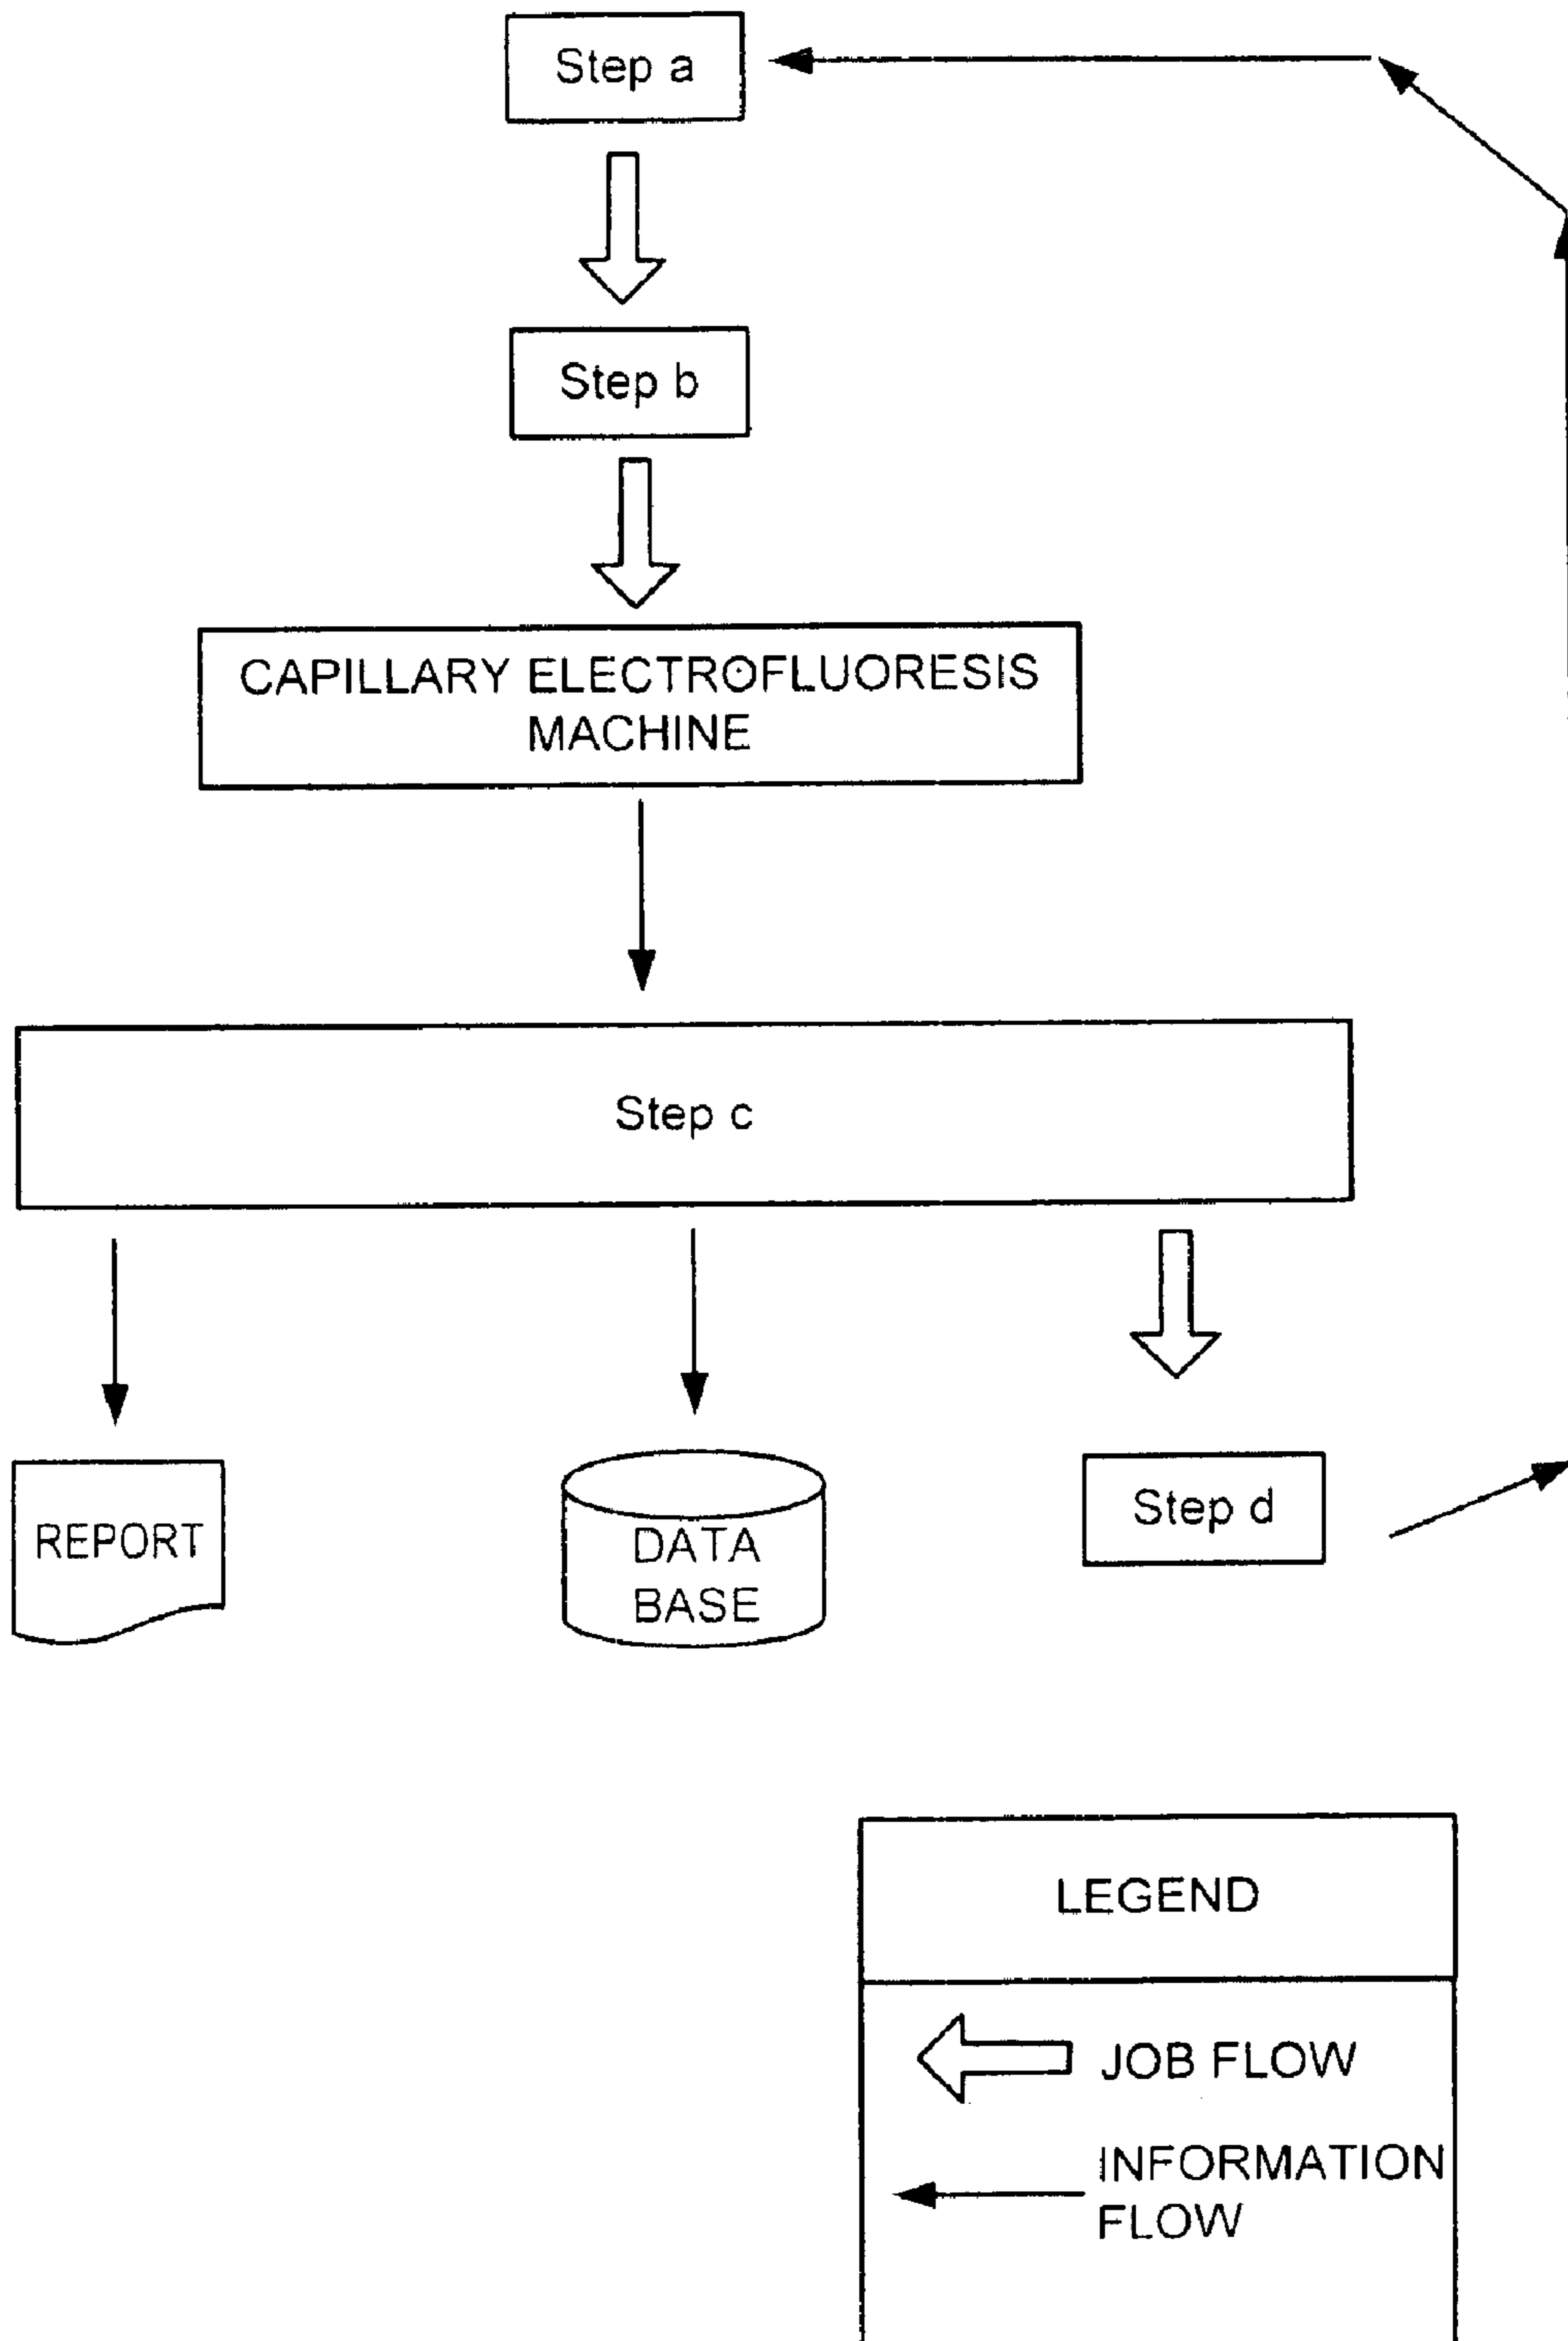 Step a
Step b
CAPILLARY ELECTROFLUORESIS
MACHINE
Step c
REPORT
DATA
BASE
Step d
LEGEND
JOB FLOW
INFORMATION
FLOW